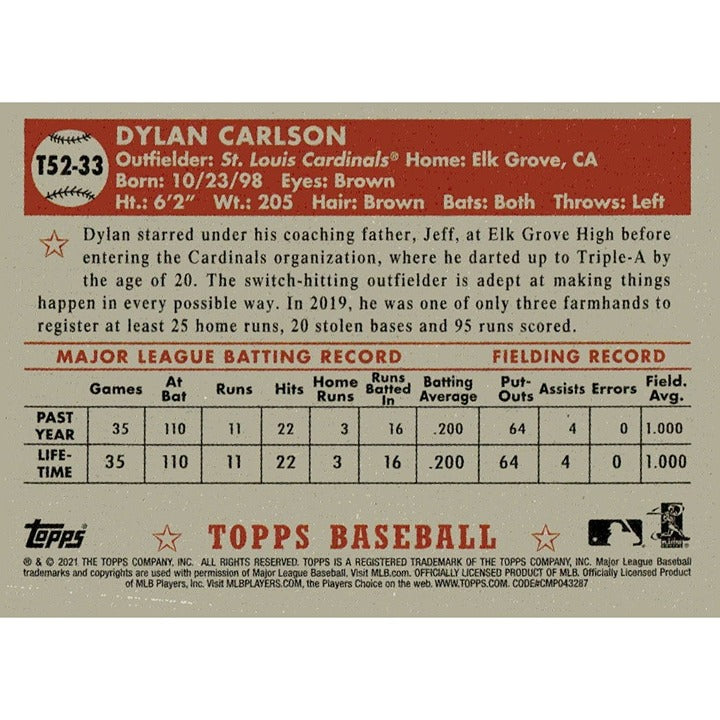 T52-33
DYLAN CARLSON
Outfielder: St. Louis Cardinals® Home: Elk Grove, CA
Born: 10/23/98 Eyes: Brown
Ht.: 6'2" Wt.: 205 Hair: Brown Bats: Both Throws: Left
Dylan starred under his coaching father, Jeff, at Elk Grove High before
entering the Cardinals organization, where he darted up to Triple-A by
the age of 20. The switch-hitting outfielder is adept at making things
happen in every possible way. In 2019, he was one of only three farmhands to
register at least 25 home runs, 20 stolen bases and 95 runs scored.
MAJOR LEAGUE BATTING RECORD FIELDING RECORD
Games At Bat Runs Hits Home Runs Runs Batted In Batting Average Put-Outs Assists Errors Field. Avg.
PAST YEAR 35 110 11 22 3 16 .200 64 4 0 1.000
LIFE-TIME 35 110 11 22 3 16 .200 64 4 0 1.000
Topps ® TOPPS BASEBALL
® & © 2021 THE TOPPS COMPANY, INC. ALL RIGHTS RESERVED. TOPPS IS A REGISTERED TRADEMARK OF THE TOPPS COMPANY, INC. Major League Baseball
trademarks and copyrights are used with permission of Major League Baseball. Visit MLB.com. OFFICIALLY LICENSED PRODUCT OF MLB. Officially Licensed Product
of MLB Players, Inc. Visit MLBPLAYERS.COM, the Players Choice on the web. WWW.TOPPS.COM. CODE#CMP043287